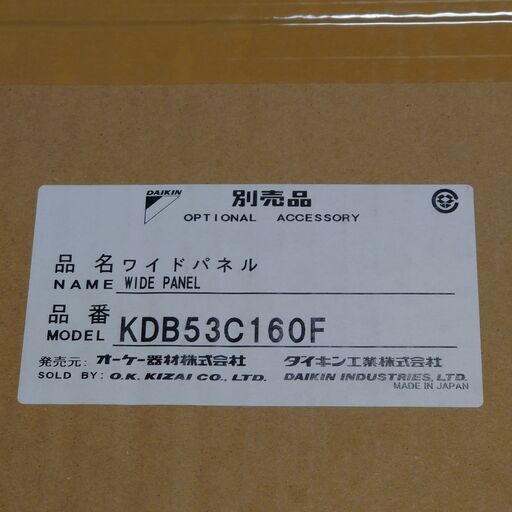 DAIKIN
別売品
OPTIONAL ACCESSORY
品名 ワイドパネル
NAME WIDE PANEL
品番
MODEL KDB53C160F
発売元: オーケー器材株式会社 ダイキン工業株式会社
SOLD BY: O.K. KIZAI CO., LTD. DAIKIN INDUSTRIES, LTD.
MADE IN JAPAN